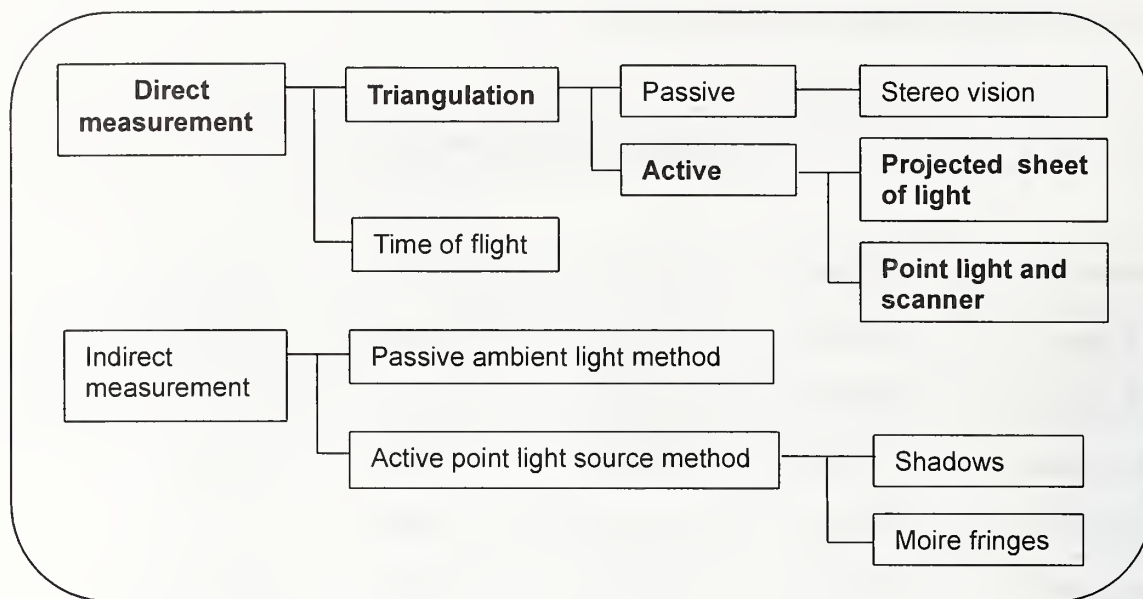 Direct
measurement
Triangulation
Passive
Stereo vision
Active
Projected sheet
of light
Time of flight
Point light and
scanner
Indirect
measurement
Passive ambient light method
Active point light source method
Shadows
Moire fringes